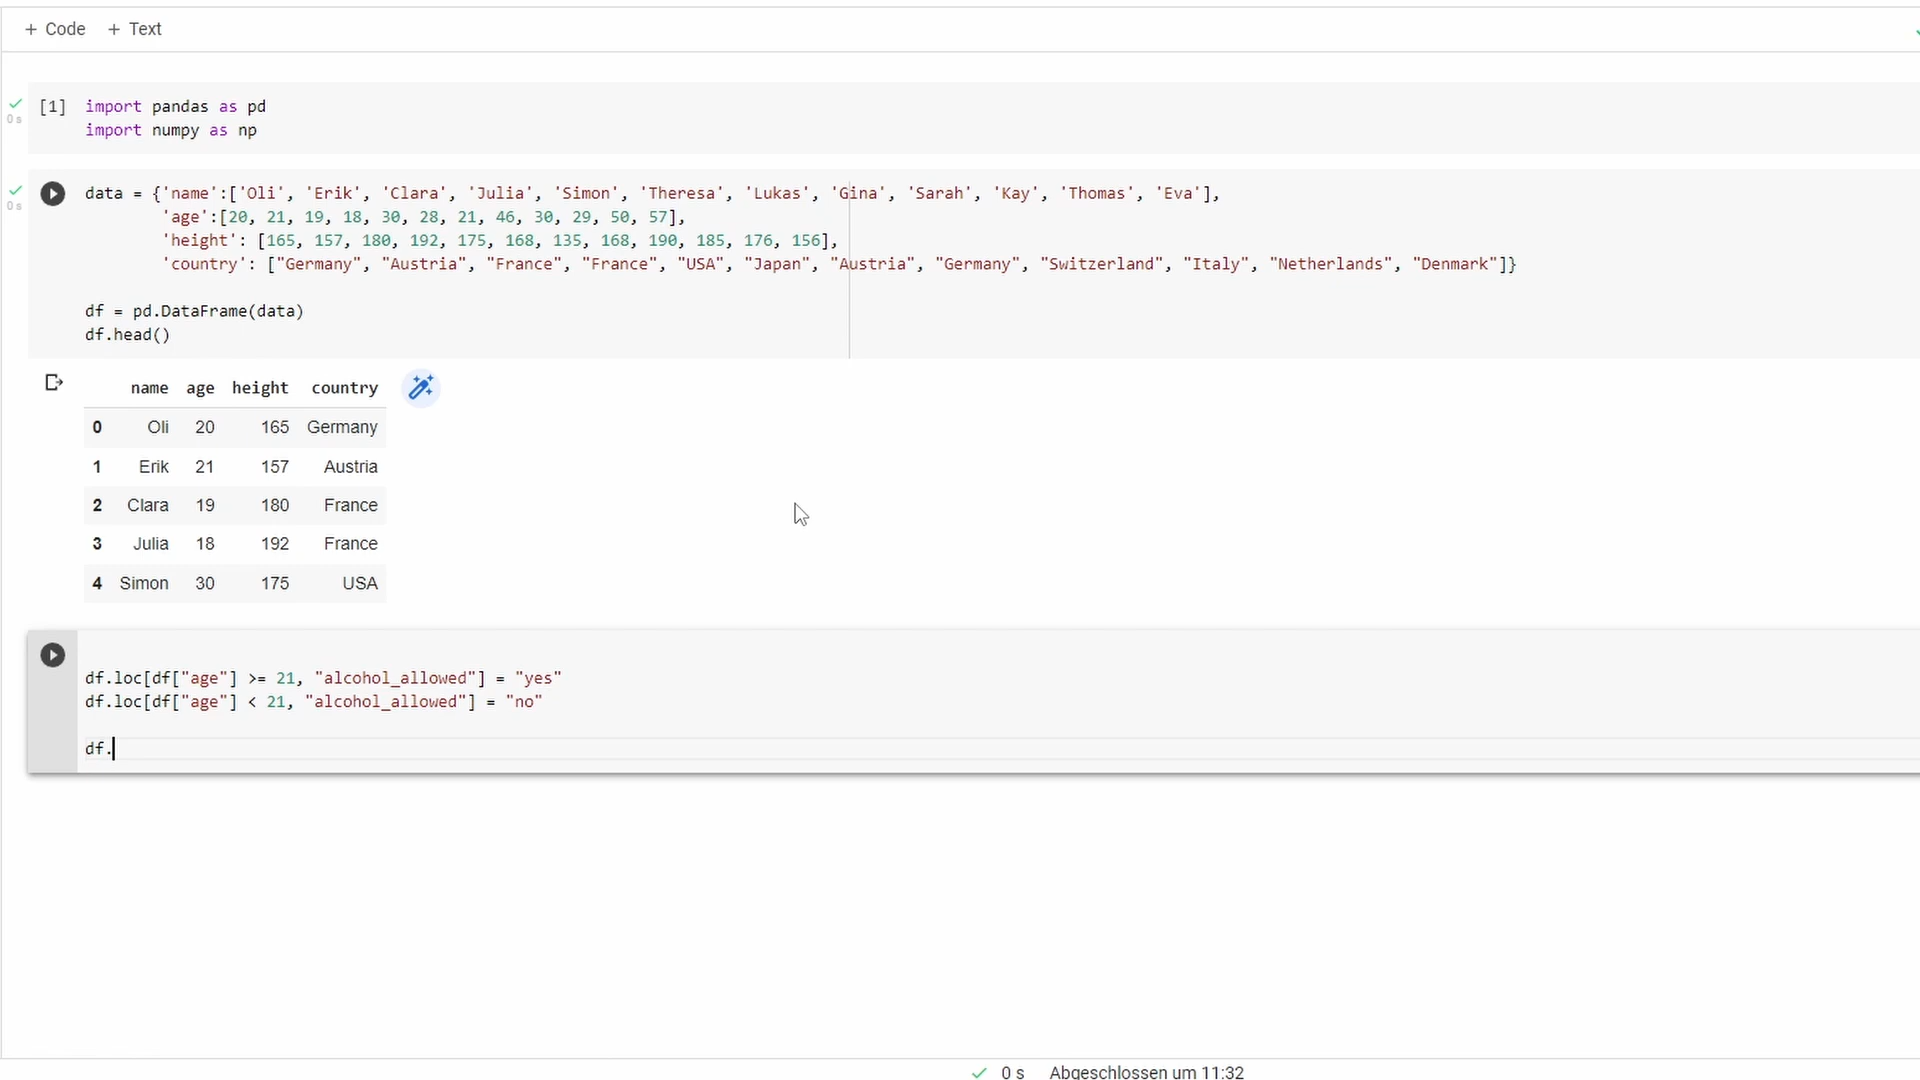 + Code + Text
[1] import pandas as pd
import numpy as np
0 s
data = {'name':['Oli', 'Erik', 'Clara', 'Julia', 'Simon', 'Theresa', 'Lukas', 'Gina', 'Sarah', 'Kay', 'Thomas', 'Eva'],
0 s
'age':[20, 21, 19, 18, 30, 28, 21, 46, 30, 29, 50, 57],
'height': [165, 157, 180, 192, 175, 168, 135, 168, 190, 185, 176, 156],
'country': ["Germany", "Austria", "France", "France", "USA", "Japan", "Austria", "Germany", "Switzerland", "Italy", "Netherlands", "Denmark"]}
df = pd.DataFrame(data)
df.head()
name age height country
0 Oli 20 165 Germany
1 Erik 21 157 Austria
2 Clara 19 180 France
3 Julia 18 192 France
4 Simon 30 175 USA
df.loc[df["age"] >= 21, "alcohol_allowed"] = "yes"
df.loc[df["age"] < 21, "alcohol_allowed"] = "no"
df.
0 s Abgeschlossen um 11:32